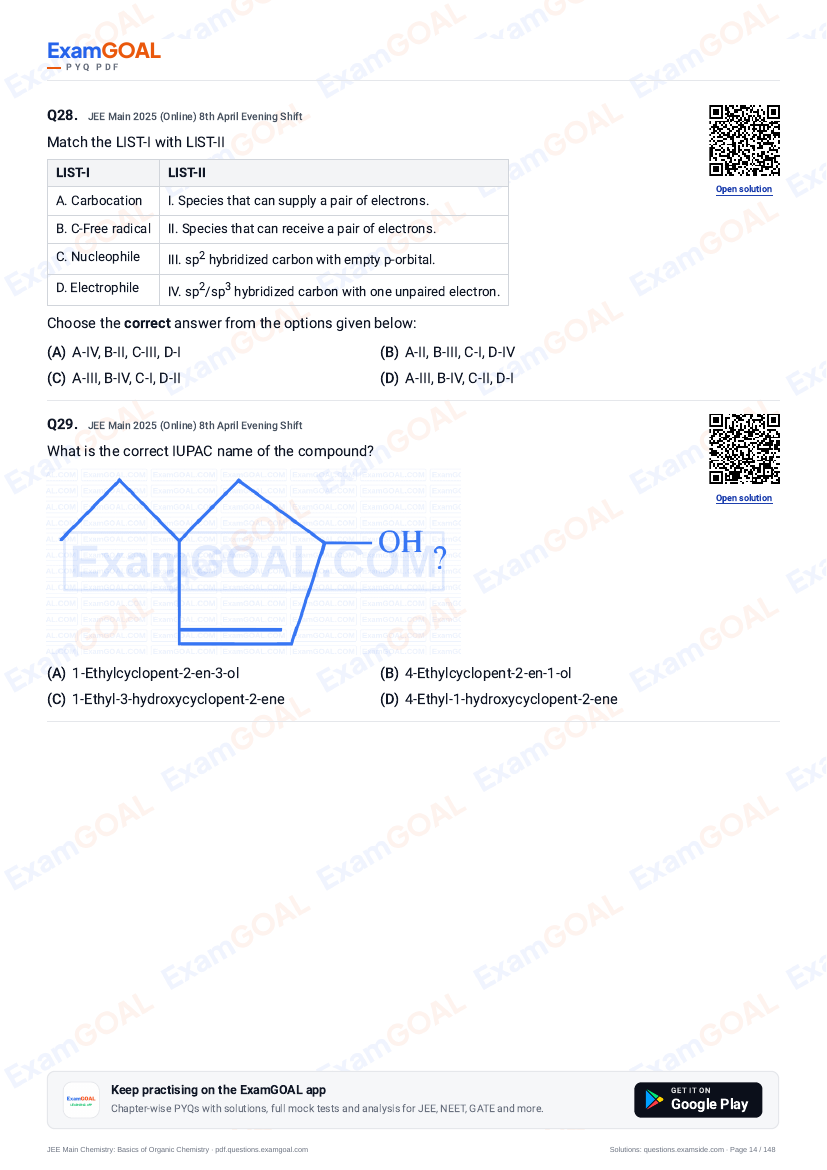 ExamGOAL
PYQ PDF
Q28. JEE Main 2025 (Online) 8th April Evening Shift
Match the LIST-I with LIST-II
LIST-I LIST-II
A. Carbocation I. Species that can supply a pair of electrons.
B. C-Free radical II. Species that can receive a pair of electrons.
C. Nucleophile III. sp² hybridized carbon with empty p-orbital.
D. Electrophile IV. sp²/sp³ hybridized carbon with one unpaired electron.
Choose the correct answer from the options given below:
(A) A-IV, B-II, C-III, D-I (B) A-II, B-III, C-I, D-IV
(C) A-III, B-IV, C-I, D-II (D) A-III, B-IV, C-II, D-I
Open solution
Q29. JEE Main 2025 (Online) 8th April Evening Shift
What is the correct IUPAC name of the compound?
OH ?
ExamGOAL.COM
(A) 1-Ethylcyclopent-2-en-3-ol (B) 4-Ethylcyclopent-2-en-1-ol
(C) 1-Ethyl-3-hydroxycyclopent-2-ene (D) 4-Ethyl-1-hydroxycyclopent-2-ene
Open solution
ExamGOAL
Keep practising on the ExamGOAL app
Chapter-wise PYQs with solutions, full mock tests and analysis for JEE, NEET, GATE and more.
GET IT ON
Google Play
JEE Main Chemistry: Basics of Organic Chemistry · pdf.questions.examgoal.com Solutions: questions.examside.com · Page 14 / 148